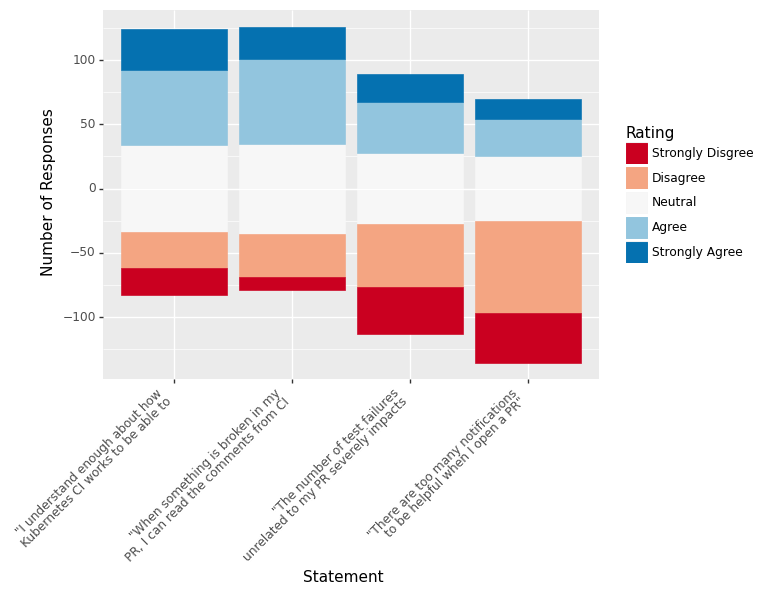 100
50
0
−50
−100
Number of Responses
"I understand enough about how
Kubernetes CI works to be able to
"When something is broken in my
PR, I can read the comments from CI
"The number of test failures
unrelated to my PR severely impacts
"There are too many notifications
to be helpful when I open a PR"
Statement
Rating
Strongly Disgree
Disagree
Neutral
Agree
Strongly Agree